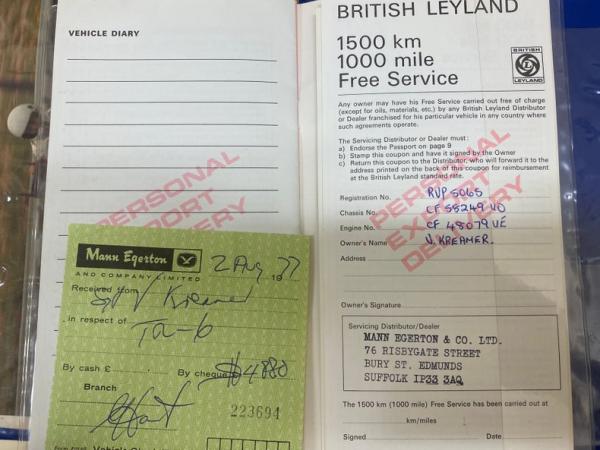 VEHICLE DIARY
PERSONAL
EXPORT
DELIVERY
Mann Egerton
AND COMPANY LIMITED
2 Aug 1977
Received from V Kreamer
in respect of
By cash £ By cheque $4880
Branch
223694
BRITISH LEYLAND
1500 km
1000 mile
Free Service
BRITISH
LEYLAND
Any owner may have his Free Service carried out free of charge
(except for oils, materials, etc.) by any British Leyland Distributor
or Dealer franchised for his particular vehicle in any country where
such agreements operate.
The Servicing Distributor or Dealer must:
a) Endorse the Passport on page 9
b) Stamp this coupon and have it signed by the Owner
c) Return this coupon to the Distributor, who will forward it to the
address printed on the back of this coupon for reimbursement
at the British Leyland standard rate.
PERSONAL
EXPORT
DELIVERY
Registration No. RVP 506S
Chassis No. CF 55249 UD
Engine No. CF 48079 UE
Owner's Name V. KREAMER.
Address
Owner's Signature
Servicing Distributor/Dealer
MANN EGERTON & CO. LTD.
76 RISBYGATE STREET
BURY ST. EDMUNDS
SUFFOLK IP33 3AQ
The 1500 km (1000 mile) Free Service has been carried out at
km/miles
Signed Date